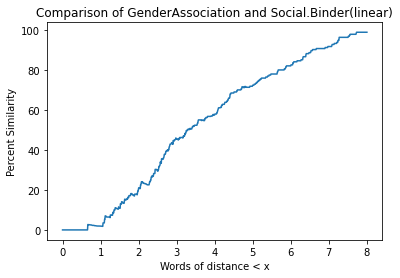 Comparison of GenderAssociation and Social.Binder(linear)
100
80
60
40
20
0
Percent Similarity
0 1 2 3 4 5 6 7 8
Words of distance < x